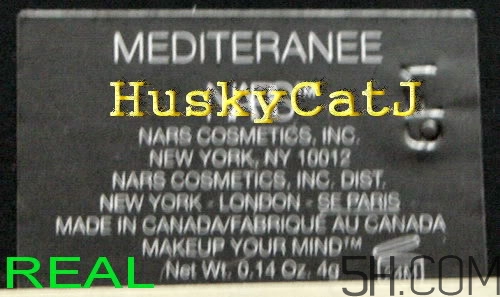 MEDITERANEE
HuskyCatJ
NARS COSMETICS, INC.
NEW YORK, NY 10012
NARS COSMETICS, INC. DIST.
NEW YORK - LONDON - SE PARIS
MADE IN CANADA/FABRIQUÉ AU CANADA
MAKEUP YOUR MIND™
Net Wt. 0.14 Oz. 4g
REAL
5H.COM